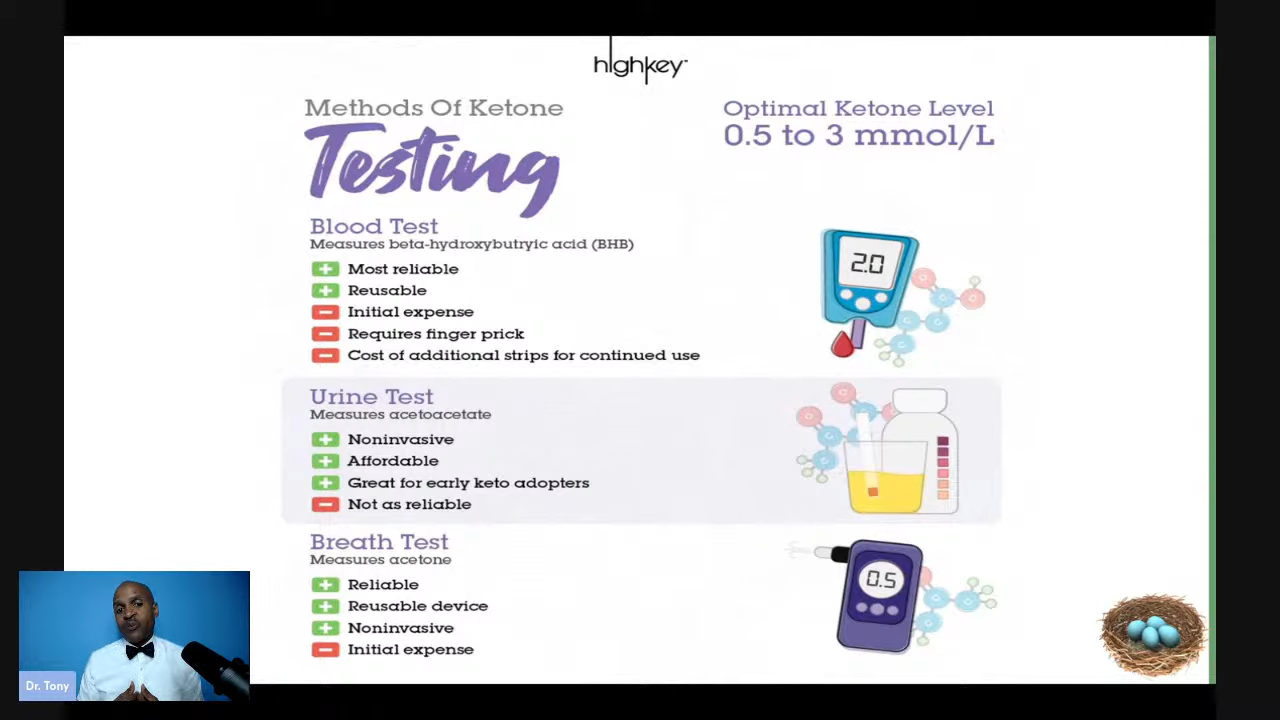 highkey™
Methods Of Ketone
Testing
Optimal Ketone Level
0.5 to 3 mmol/L
Blood Test
Measures beta-hydroxybutryic acid (BHB)
Most reliable
Reusable
Initial expense
Requires finger prick
Cost of additional strips for continued use
2.0
Urine Test
Measures acetoacetate
Noninvasive
Affordable
Great for early keto adopters
Not as reliable
Breath Test
Measures acetone
Reliable
Reusable device
Noninvasive
Initial expense
0.5
Dr. Tony